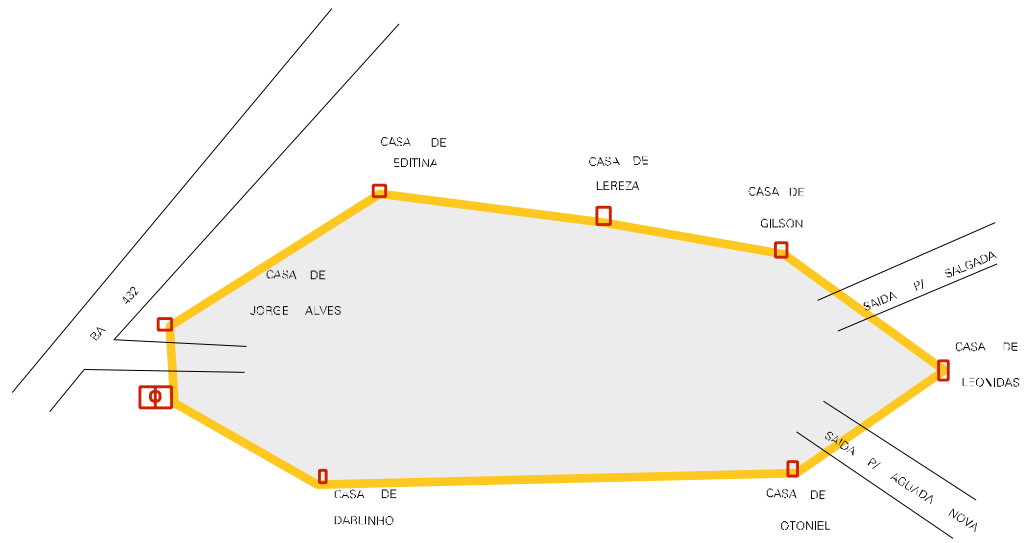 CASA DE
EDITINA
CASA DE
LEREZA
CASA DE
GILSON
SAIDA P/ SALGADA
CASA DE
JORGE ALVES
BA 432
CASA DE
LEONIDAS
SAIDA P/ AGUADA NOVA
CASA DE
DARLINHO
CASA DE
OTONIEL